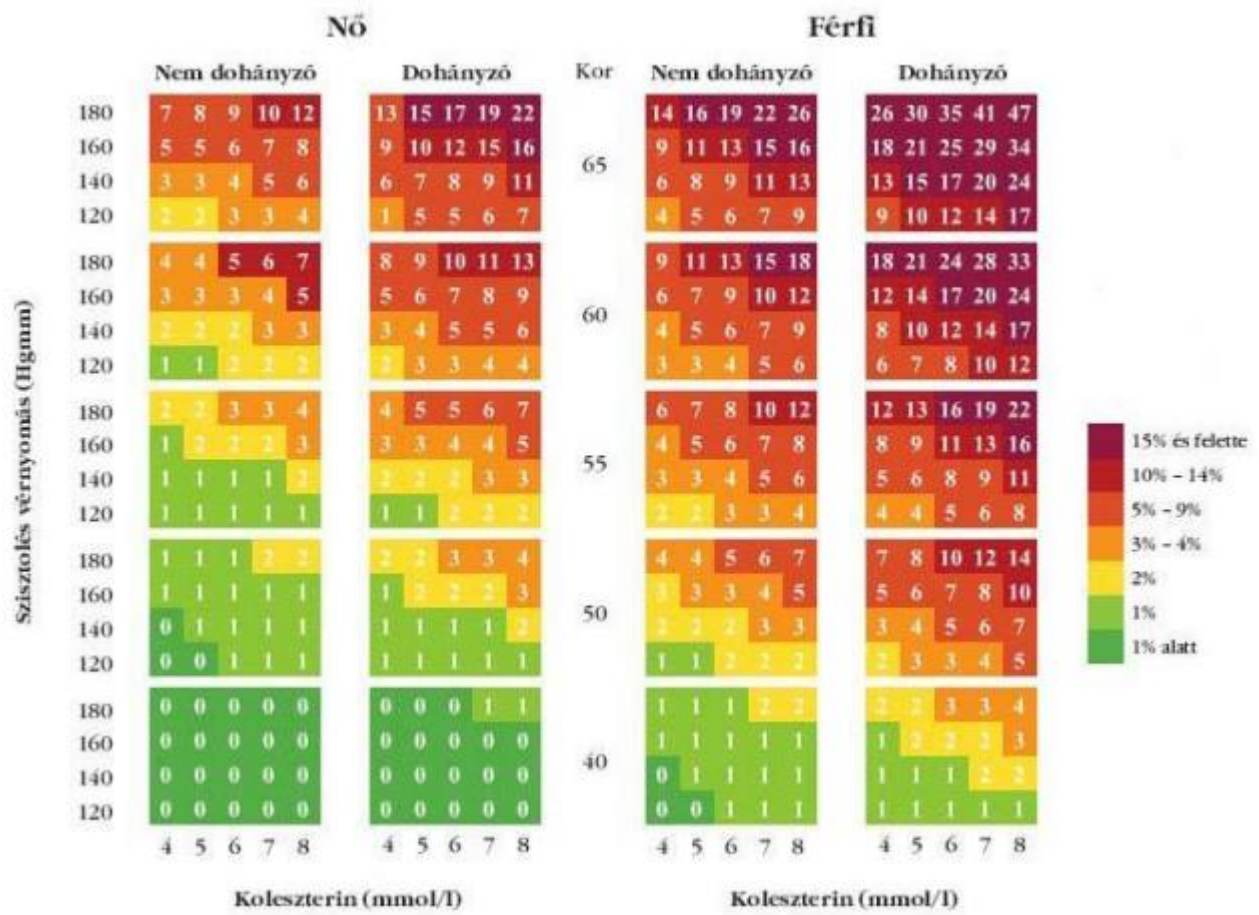 Nő Férfi
Nem dohányzó Dohányzó Kor Nem dohányzó Dohányzó
180 7 8 9 10 12 13 15 17 19 22 14 16 19 22 26 26 30 35 41 47
160 5 5 6 7 8 9 10 12 15 16 9 11 13 15 16 18 21 25 29 34
65
140 3 3 4 5 6 6 7 8 9 11 6 8 9 11 13 13 15 17 20 24
120 2 2 3 3 4 1 5 5 6 7 4 5 6 7 9 9 10 12 14 17
180 4 4 5 6 7 8 9 10 11 13 9 11 13 15 18 18 21 24 28 33
160 3 3 3 4 5 5 6 7 8 9 6 7 9 10 12 12 14 17 20 24
60
140 2 2 2 3 3 3 4 5 5 6 4 5 6 7 9 8 10 12 14 17
120 1 1 2 2 2 2 3 3 4 4 3 3 4 5 6 6 7 8 10 12
180 2 2 3 3 4 4 5 5 6 7 6 7 8 10 12 12 13 16 19 22
160 1 2 2 2 3 3 3 4 4 5 4 5 6 7 8 8 9 11 13 16
55
140 1 1 1 1 2 2 2 2 3 3 3 3 4 5 6 5 6 8 9 11
120 1 1 1 1 1 1 1 2 2 2 2 2 3 3 4 4 4 5 6 8
180 1 1 1 2 2 2 2 3 3 4 4 4 5 6 7 7 8 10 12 14
160 1 1 1 1 1 1 2 2 2 3 3 3 3 4 5 5 6 7 8 10
50
140 0 1 1 1 1 1 1 1 1 2 2 2 2 3 3 3 4 5 6 7
120 0 0 1 1 1 1 1 1 1 1 1 1 2 2 2 2 3 3 4 5
180 0 0 0 0 0 0 0 0 1 1 1 1 1 2 2 2 2 3 3 4
160 0 0 0 0 0 0 0 0 0 0 1 1 1 1 1 1 2 2 2 3
40
140 0 0 0 0 0 0 0 0 0 0 0 1 1 1 1 1 1 1 2 2
120 0 0 0 0 0 0 0 0 0 0 0 0 1 1 1 1 1 1 1 1
4 5 6 7 8 4 5 6 7 8 4 5 6 7 8 4 5 6 7 8
Koleszterin (mmol/l) Koleszterin (mmol/l)
Szisztolés vérnyomás (Hgmm)
15% és felette
10% – 14%
5% – 9%
3% – 4%
2%
1%
1% alatt